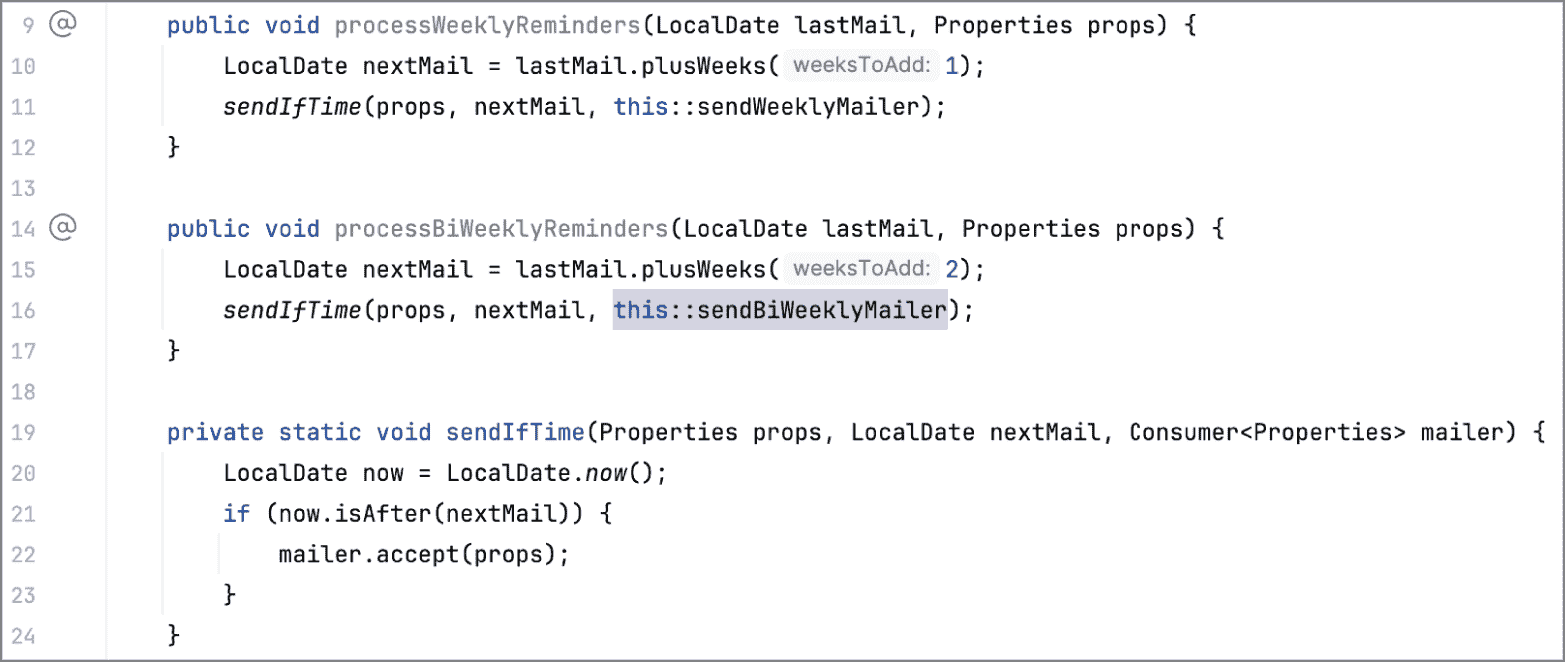 9 @ public void processWeeklyReminders(LocalDate lastMail, Properties props) {
10 LocalDate nextMail = lastMail.plusWeeks( weeksToAdd: 1);
11 sendIfTime(props, nextMail, this::sendWeeklyMailer);
12 }
13
14 @ public void processBiWeeklyReminders(LocalDate lastMail, Properties props) {
15 LocalDate nextMail = lastMail.plusWeeks( weeksToAdd: 2);
16 sendIfTime(props, nextMail, this::sendBiWeeklyMailer);
17 }
18
19 private static void sendIfTime(Properties props, LocalDate nextMail, Consumer<Properties> mailer) {
20 LocalDate now = LocalDate.now();
21 if (now.isAfter(nextMail)) {
22 mailer.accept(props);
23 }
24 }